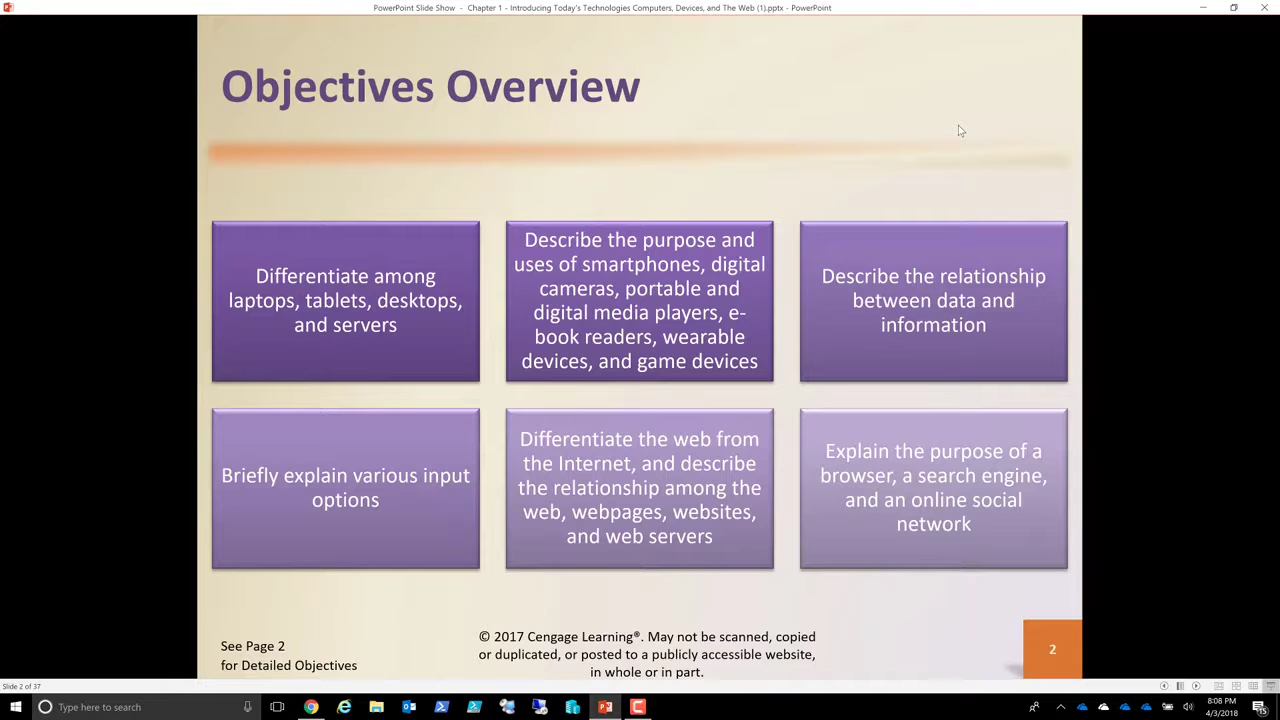 PowerPoint Slide Show - Chapter 1 - Introducing Today's Technologies Computers, Devices, and The Web (1).pptx - PowerPoint
Objectives Overview
Differentiate among
laptops, tablets, desktops,
and servers
Describe the purpose and
uses of smartphones, digital
cameras, portable and
digital media players, e-
book readers, wearable
devices, and game devices
Describe the relationship
between data and
information
Briefly explain various input
options
Differentiate the web from
the Internet, and describe
the relationship among the
web, webpages, websites,
and web servers
Explain the purpose of a
browser, a search engine,
and an online social
network
See Page 2
for Detailed Objectives
© 2017 Cengage Learning®. May not be scanned, copied
or duplicated, or posted to a publicly accessible website,
in whole or in part.
2
Slide 2 of 37
Type here to search
8:08 PM
4/3/2018